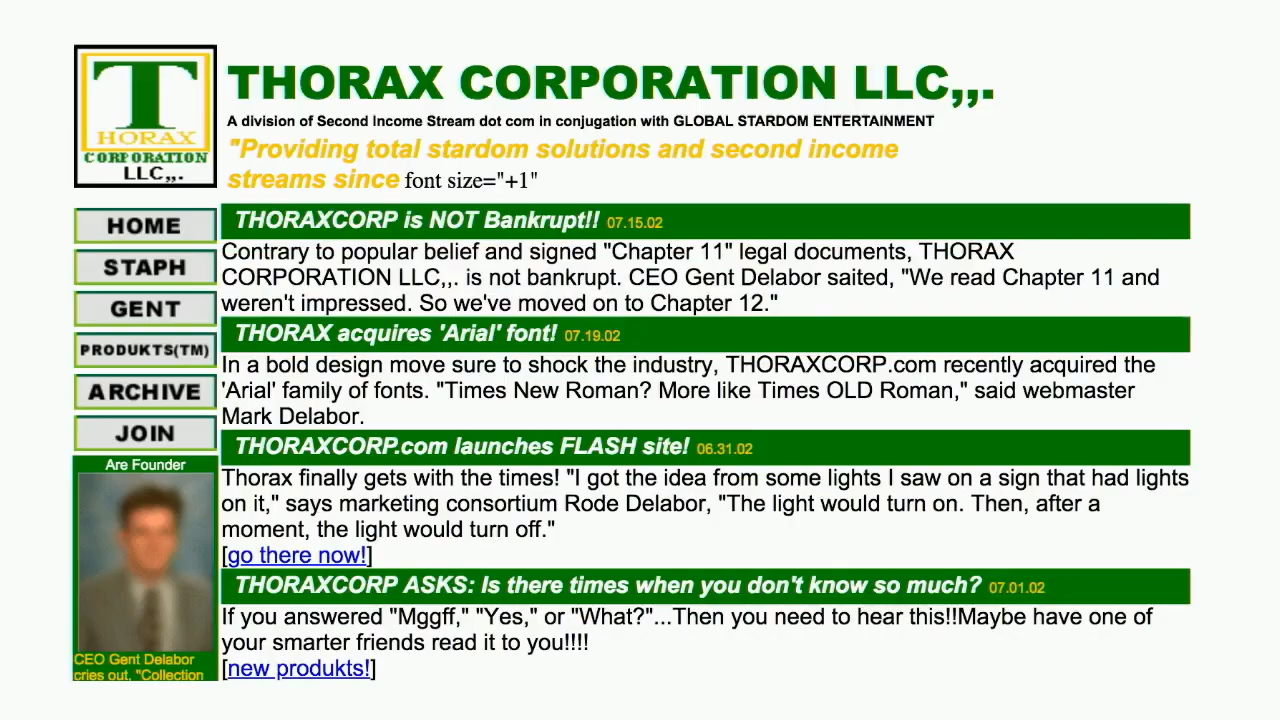 T
HORAX
CORPORATION
LLC,,.
THORAX CORPORATION LLC,,.
A division of Second Income Stream dot com in conjugation with GLOBAL STARDOM ENTERTAINMENT
"Providing total stardom solutions and second income
streams since font size="+1"
HOME
STAPH
GENT
PRODUKTS(TM)
ARCHIVE
JOIN
Are Founder
CEO Gent Delabor
cries out, "Collection
THORAXCORP is NOT Bankrupt!! 07.15.02
Contrary to popular belief and signed "Chapter 11" legal documents, THORAX
CORPORATION LLC,,. is not bankrupt. CEO Gent Delabor saited, "We read Chapter 11 and
weren't impressed. So we've moved on to Chapter 12."
THORAX acquires 'Arial' font! 07.19.02
In a bold design move sure to shock the industry, THORAXCORP.com recently acquired the
'Arial' family of fonts. "Times New Roman? More like Times OLD Roman," said webmaster
Mark Delabor.
THORAXCORP.com launches FLASH site! 06.31.02
Thorax finally gets with the times! "I got the idea from some lights I saw on a sign that had lights
on it," says marketing consortium Rode Delabor, "The light would turn on. Then, after a
moment, the light would turn off."
[go there now!]
THORAXCORP ASKS: Is there times when you don't know so much? 07.01.02
If you answered "Mggff," "Yes," or "What?"...Then you need to hear this!!Maybe have one of
your smarter friends read it to you!!!!
[new produkts!]